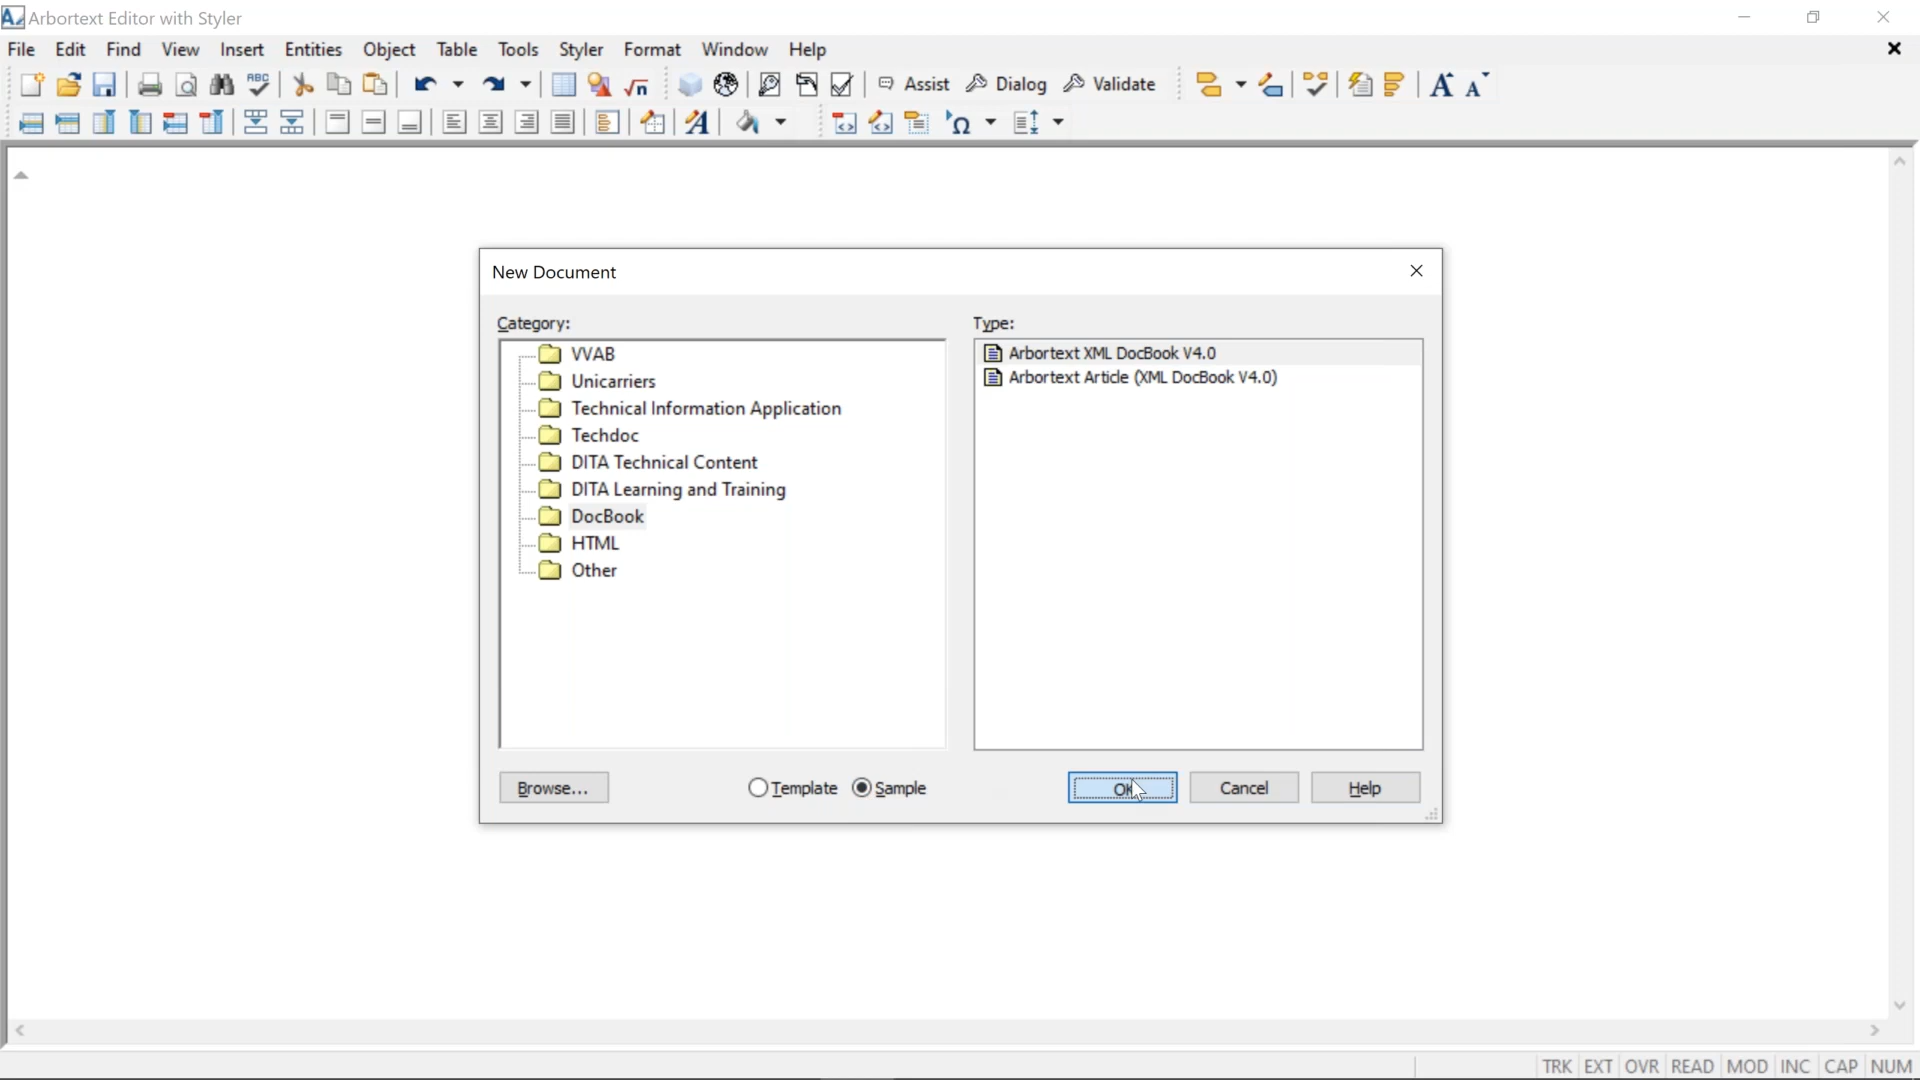 Arbortext Editor with Styler
File Edit Find View Insert Entities Object Table Tools Styler Format Window Help
ABC Assist Dialog Validate
New Document
Category: Type:
VVAB
Unicarriers
Technical Information Application
Techdoc
DITA Technical Content
DITA Learning and Training
DocBook
HTML
Other
Arbortext XML DocBook V4.0
Arbortext Article (XML DocBook V4.0)
Browse... Template Sample OK Cancel Help
TRK EXT OVR READ MOD INC CAP NUM